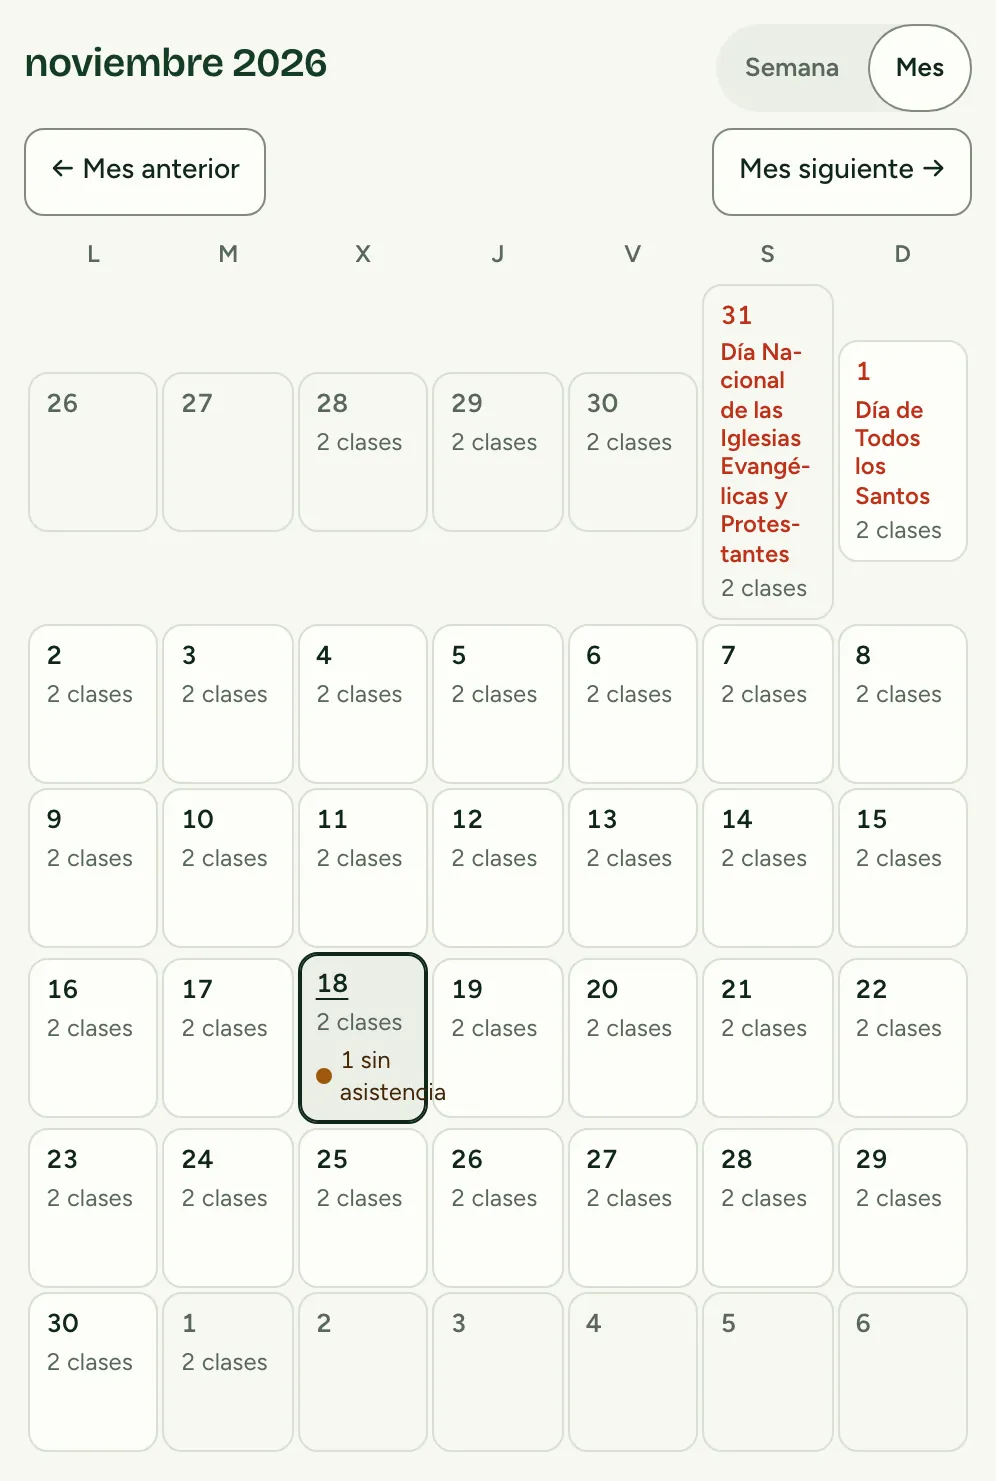 noviembre 2026
Semana
Mes
← Mes anterior
Mes siguiente →
L M X J V S D
26
27
28
2 clases
29
2 clases
30
2 clases
31
Día Na-
cional
de las
Iglesias
Evangé-
licas y
Protes-
tantes
2 clases
1
Día de
Todos
los
Santos
2 clases
2
2 clases
3
2 clases
4
2 clases
5
2 clases
6
2 clases
7
2 clases
8
2 clases
9
2 clases
10
2 clases
11
2 clases
12
2 clases
13
2 clases
14
2 clases
15
2 clases
16
2 clases
17
2 clases
18
2 clases
1 sin
asistencia
19
2 clases
20
2 clases
21
2 clases
22
2 clases
23
2 clases
24
2 clases
25
2 clases
26
2 clases
27
2 clases
28
2 clases
29
2 clases
30
2 clases
1
2 clases
2
3
4
5
6